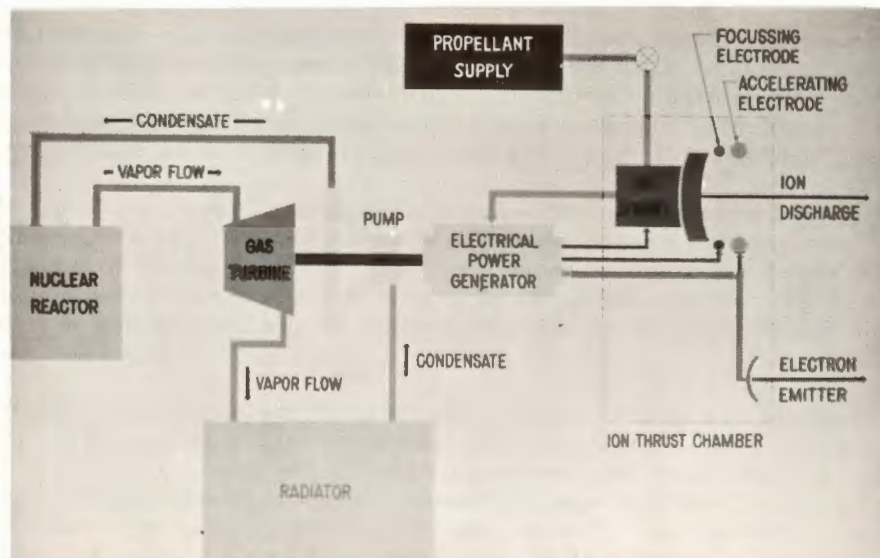 PROPELLANT
SUPPLY
FOCUSSING
ELECTRODE
ACCELERATING
ELECTRODE
CONDENSATE
VAPOR FLOW
PUMP
ION
DISCHARGE
GAS
TURBINE
ELECTRICAL
POWER
GENERATOR
NUCLEAR
REACTOR
VAPOR FLOW
CONDENSATE
ELECTRON
EMITTER
ION THRUST CHAMBER
RADIATOR